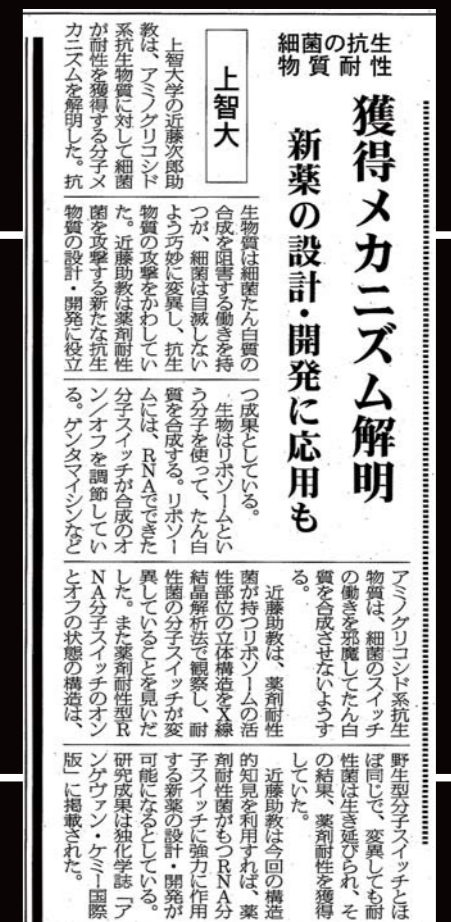 細菌の抗生
物質耐性
獲得メカニズム解明
新薬の設計・開発に応用も
上智大
上智大学の近藤次郎助
教は、アミノグリコシド
系抗生物質に対して細菌
が耐性を獲得する分子メ
カニズムを解明した。抗
生物質は細菌たん白質の
合成を阻害する働きを持
つが、細菌は自滅しない
よう巧妙に変異し、抗生
物質の攻撃をかわしてい
た。近藤助教は薬剤耐性
菌を攻撃する新たな抗生
物質の設計・開発に役立
つ成果としている。
生物はリボソームとい
う分子を使って、たん白
質を合成する。リボソー
ムには、RNAでできた
分子スイッチが合成のオ
ン/オフを調節してい
る。ゲンタマイシンなど
アミノグリコシド系抗生
物質は、細菌のスイッチ
の働きを邪魔してたん白
質を合成させないようす
る。
近藤助教は、薬剤耐性
菌が持つリボソームの活
性部位の立体構造をX線
結晶解析法で観察し、耐
性菌の分子スイッチが変
異していることを見いだ
した。また薬剤耐性型R
NA分子スイッチのオン
とオフの状態の構造は、
野生型分子スイッチとほ
ぼ同じで、変異しても耐
性菌は生き延びられ、そ
の結果、薬剤耐性を獲得
していた。
近藤助教は今回の構造
的知見を利用すれば、薬
剤耐性菌がもつRNA分
子スイッチに強力に作用
する新薬の設計・開発が
可能になるとしている。
研究成果は独化学誌「ア
ンゲヴァン・ケミー国際
版」に掲載された。